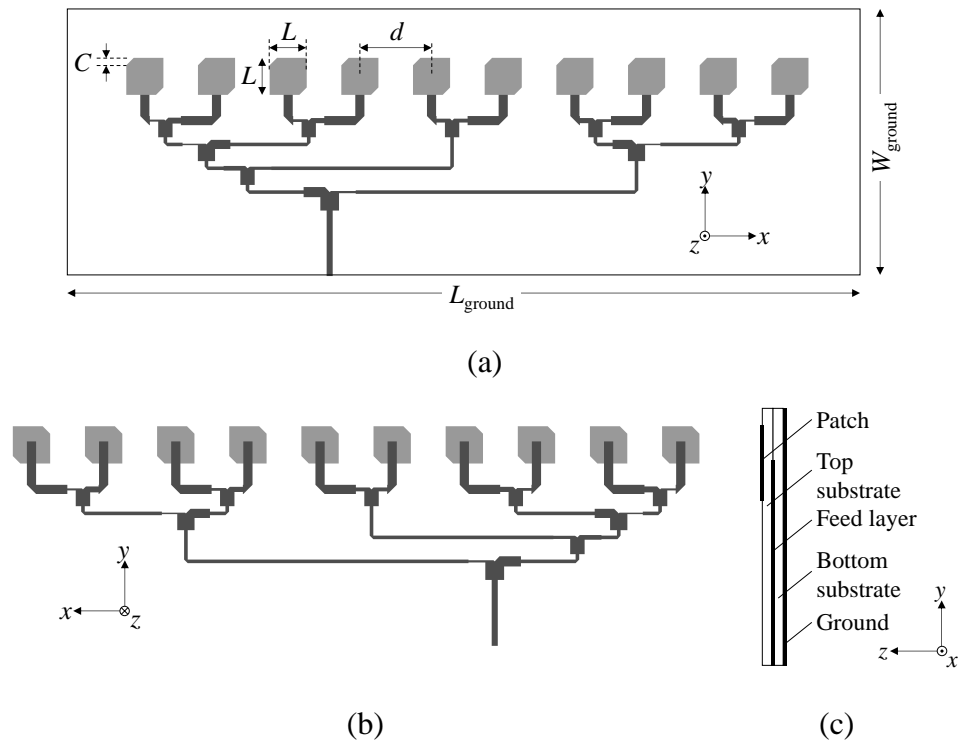 L
d
C
L
W_ground
y
z
x
L_ground
(a)
Patch
Top
substrate
Feed layer
Bottom
substrate
Ground
y
x
z
y
z
x
(b)
(c)